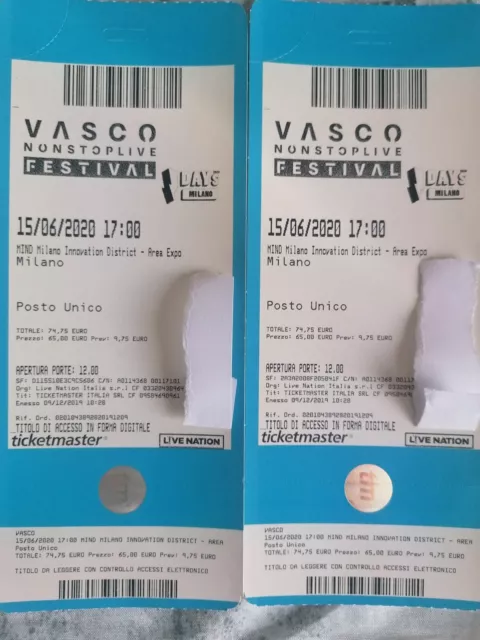 VASCO
NONSTOPLIVE
FESTIVAL
DAYS
MILANO
15/06/2020 17:00
MIND Milano Innovation District - Area Expo
Milano
Posto Unico
TOTALE: 74,75 EURO
Prezzo: 65,00 EURO Prev: 9,75 EURO
APERTURA PORTE: 12.00
Org: Live Nation Italia s.r.l. CF
Tit: TICKETMASTER ITALIA SRL CF 09584690961
Emesso 09/12/2019 10:28
Rif. Ord.
TITOLO DI ACCESSO IN FORMA DIGITALE
ticketmaster®
LIVE NATION
VASCO
15/06/2020 17:00 MIND MILANO INNOVATION DISTRICT - AREA
Posto Unico
TOTALE: 74,75 EURO Prezzo: 65,00 EURO Prev: 9,75 EURO
TITOLO DA LEGGERE CON CONTROLLO ACCESSI ELETTRONICO
VASCO
NONSTOPLIVE
FESTIVAL
DAYS
MILANO
15/06/2020 17:00
MIND Milano Innovation District - Area Expo
Milano
Posto Unico
TOTALE: 74,75 EURO
Prezzo: 65,00 EURO Prev: 9,75 EURO
APERTURA PORTE: 12.00
Org: Live Nation Italia s.r.l. CF
Tit: TICKETMASTER ITALIA SRL CF
Emesso 09/12/2019 10:28
Rif. Ord.
TITOLO DI ACCESSO IN FORMA DIGITALE
ticketmaster®
LIVE NATION
VASCO
15/06/2020 17:00 MIND MILANO INNOVATION DISTRICT - AREA
Posto Unico
TOTALE: 74,75 EURO Prezzo: 65,00 EURO Prev: 9,75 EURO
TITOLO DA LEGGERE CON CONTROLLO ACCESSI ELETTRONICO